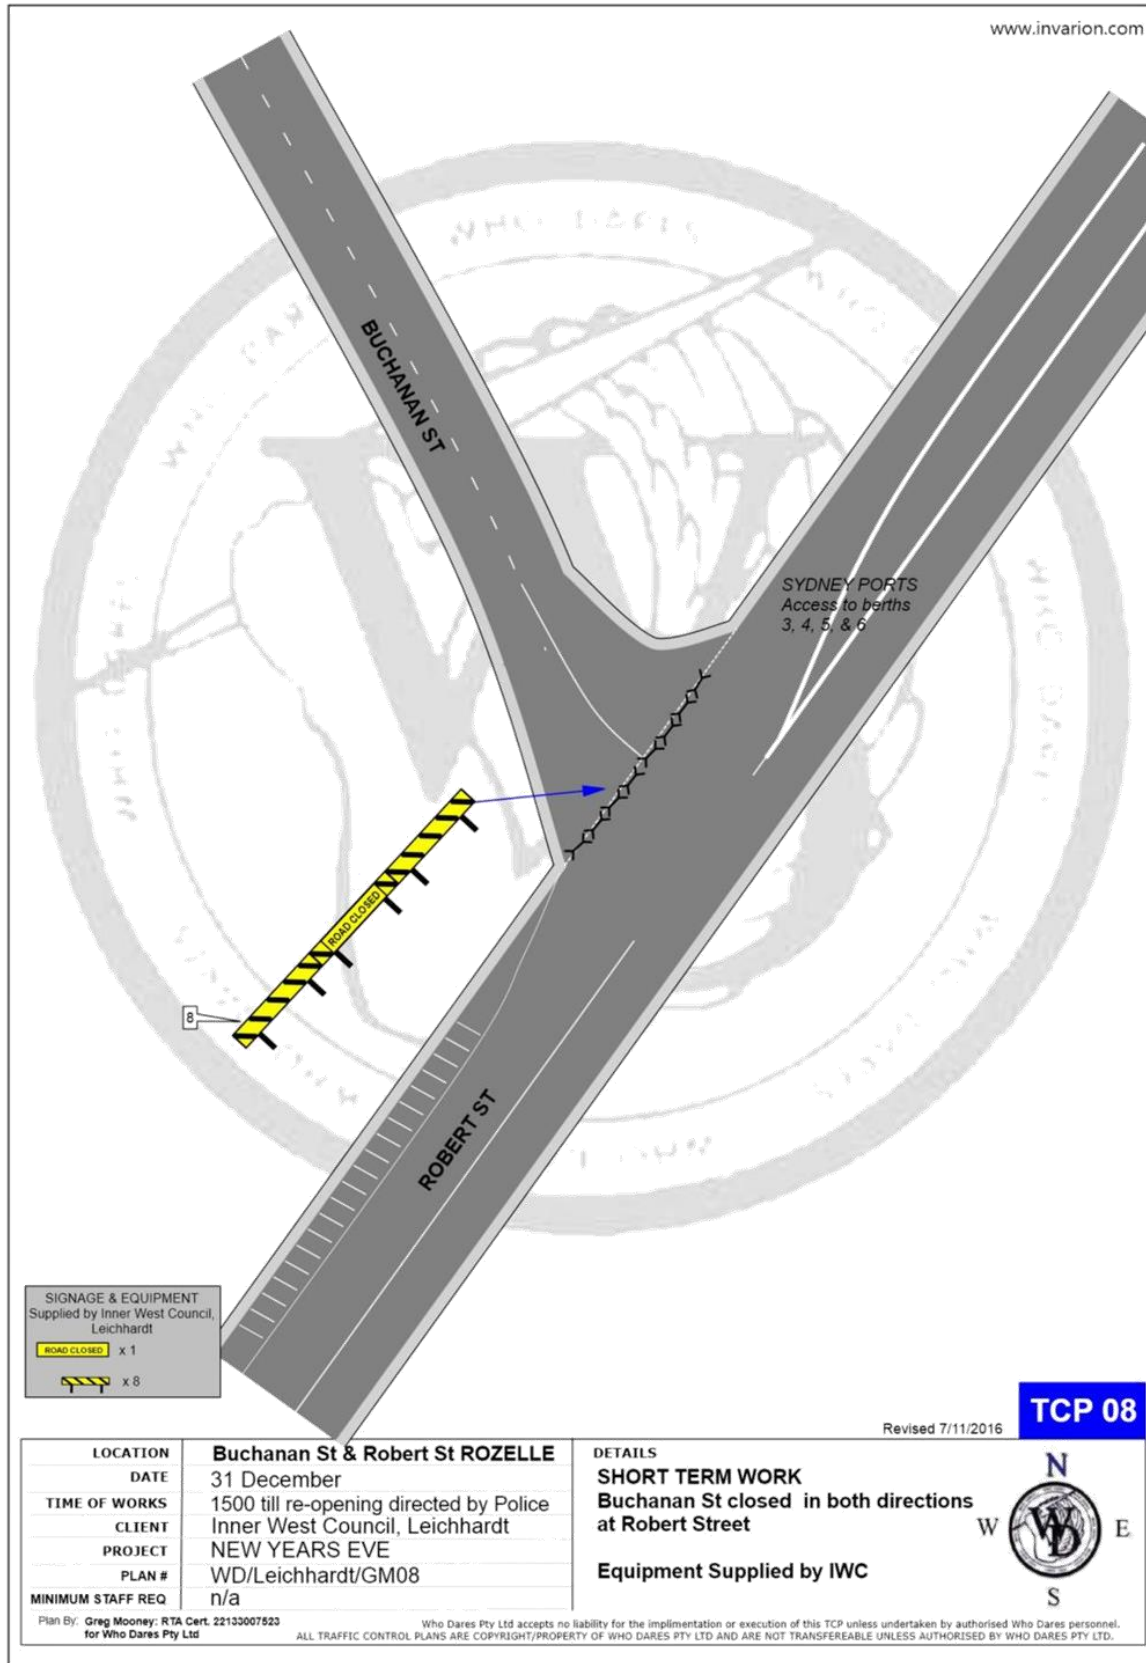 www.invarion.com
BUCHANAN ST
SYDNEY PORTS
Access to berths
3, 4, 5, & 6
ROAD CLOSED
8
ROBERT ST
SIGNAGE & EQUIPMENT
Supplied by Inner West Council,
Leichhardt
ROAD CLOSED x 1
x 8
TCP 08
Revised 7/11/2016
LOCATION Buchanan St & Robert St ROZELLE
DATE 31 December
TIME OF WORKS 1500 till re-opening directed by Police
CLIENT Inner West Council, Leichhardt
PROJECT NEW YEARS EVE
PLAN # WD/Leichhardt/GM08
MINIMUM STAFF REQ n/a
DETAILS
SHORT TERM WORK
Buchanan St closed in both directions
at Robert Street
Equipment Supplied by IWC
N
W WD E
S
Plan By: Greg Mooney: RTA Cert. 22133007523
for Who Dares Pty Ltd
Who Dares Pty Ltd accepts no liability for the implimentation or execution of this TCP unless undertaken by authorised Who Dares personnel.
ALL TRAFFIC CONTROL PLANS ARE COPYRIGHT/PROPERTY OF WHO DARES PTY LTD AND ARE NOT TRANSFEREABLE UNLESS AUTHORISED BY WHO DARES PTY LTD.